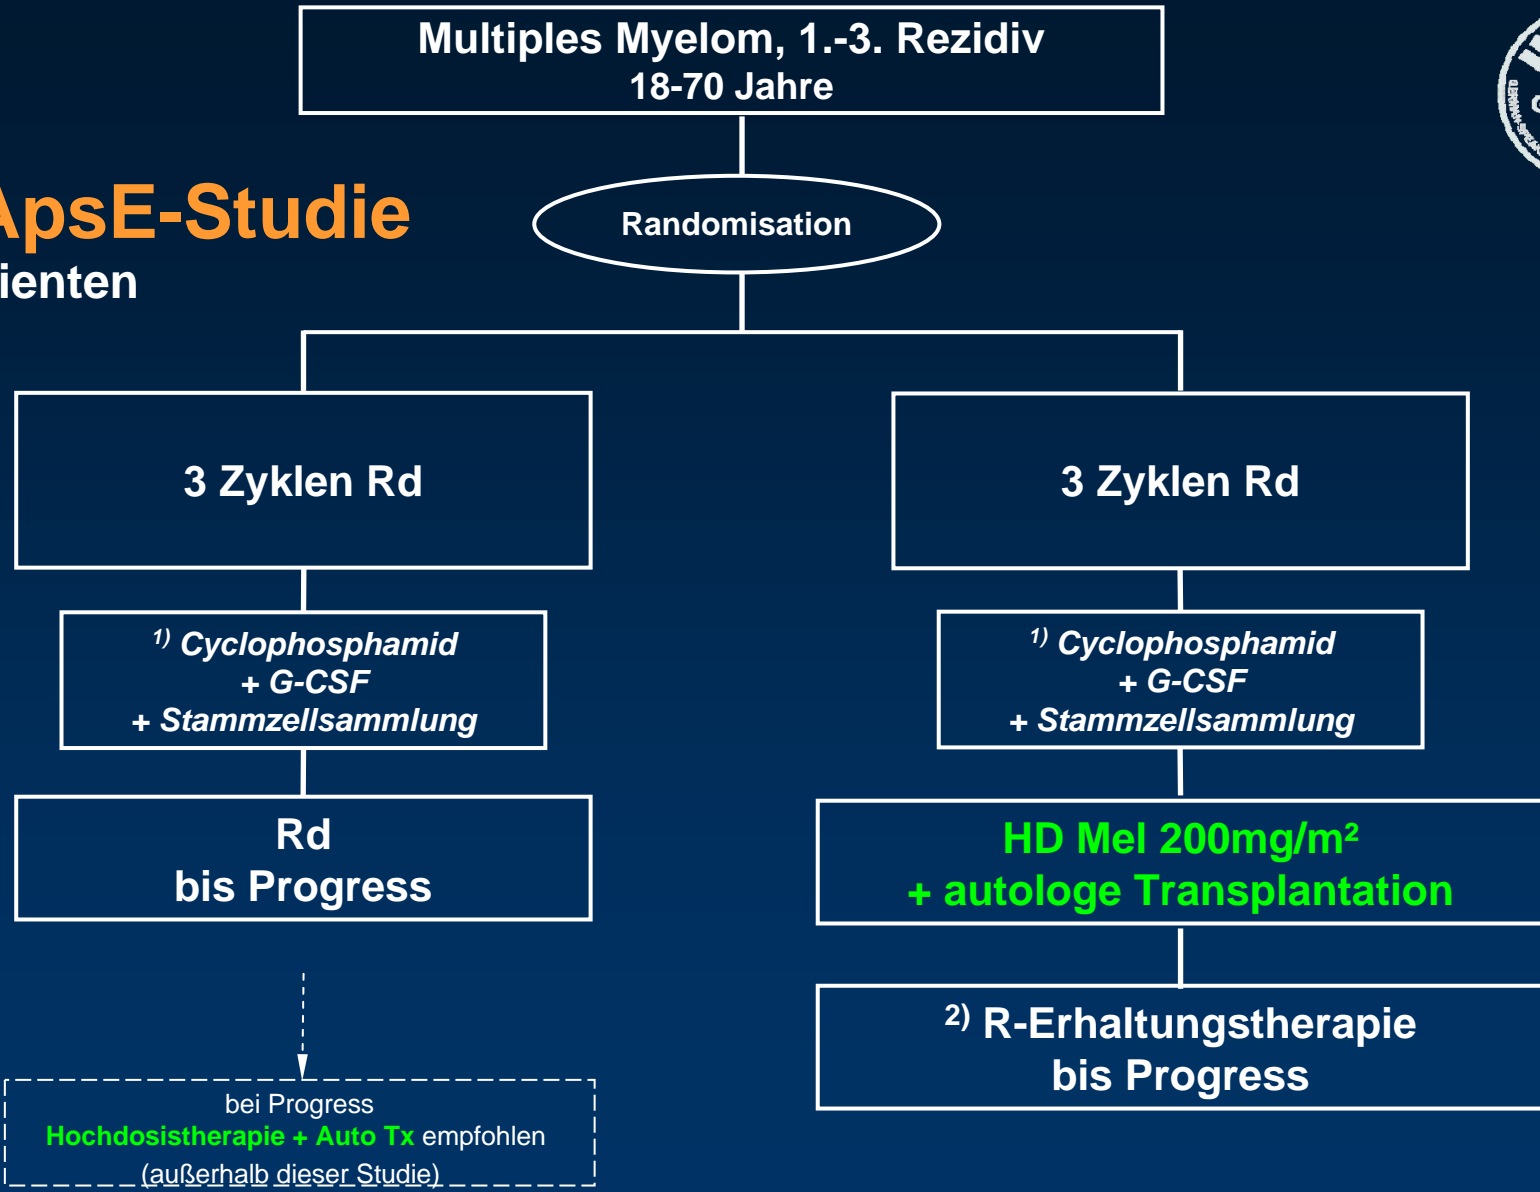 Multiples Myelom, 1.-3. Rezidiv
18-70 Jahre
ApsE-Studie
ienten
Randomisation
3 Zyklen Rd
3 Zyklen Rd
1) Cyclophosphamid
+ G-CSF
+ Stammzellsammlung
1) Cyclophosphamid
+ G-CSF
+ Stammzellsammlung
Rd
bis Progress
HD Mel 200mg/m²
+ autologe Transplantation
2) R-Erhaltungstherapie
bis Progress
bei Progress
Hochdosistherapie + Auto Tx empfohlen
(außerhalb dieser Studie)